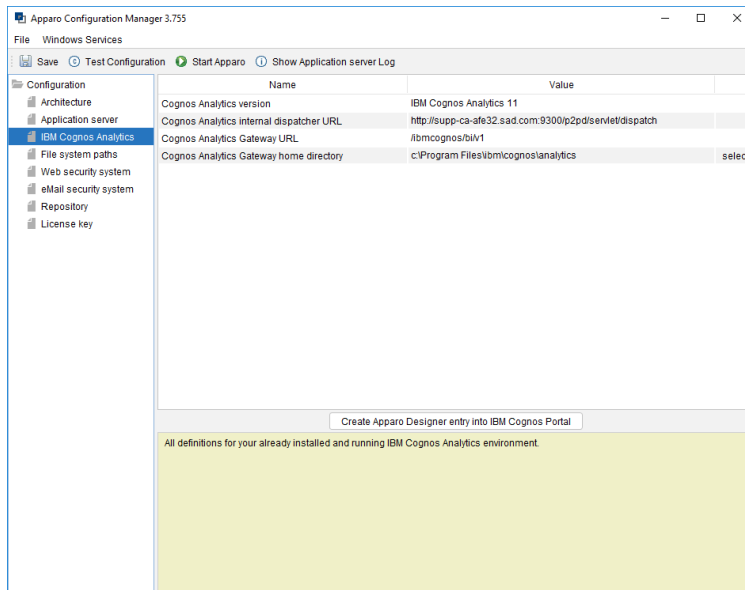 Apparo Configuration Manager 3.755
File Windows Services
Save Test Configuration Start Apparo Show Application server Log
Configuration
Architecture
Application server
IBM Cognos Analytics
File system paths
Web security system
eMail security system
Repository
License key
Name Value
Cognos Analytics version IBM Cognos Analytics 11
Cognos Analytics internal dispatcher URL http://supp-ca-afe32.sad.com:9300/p2pd/servlet/dispatch
Cognos Analytics Gateway URL /ibmcognos/bi/v1
Cognos Analytics Gateway home directory c:\Program Files\ibm\cognos\analytics selec
Create Apparo Designer entry into IBM Cognos Portal
All definitions for your already installed and running IBM Cognos Analytics environment.